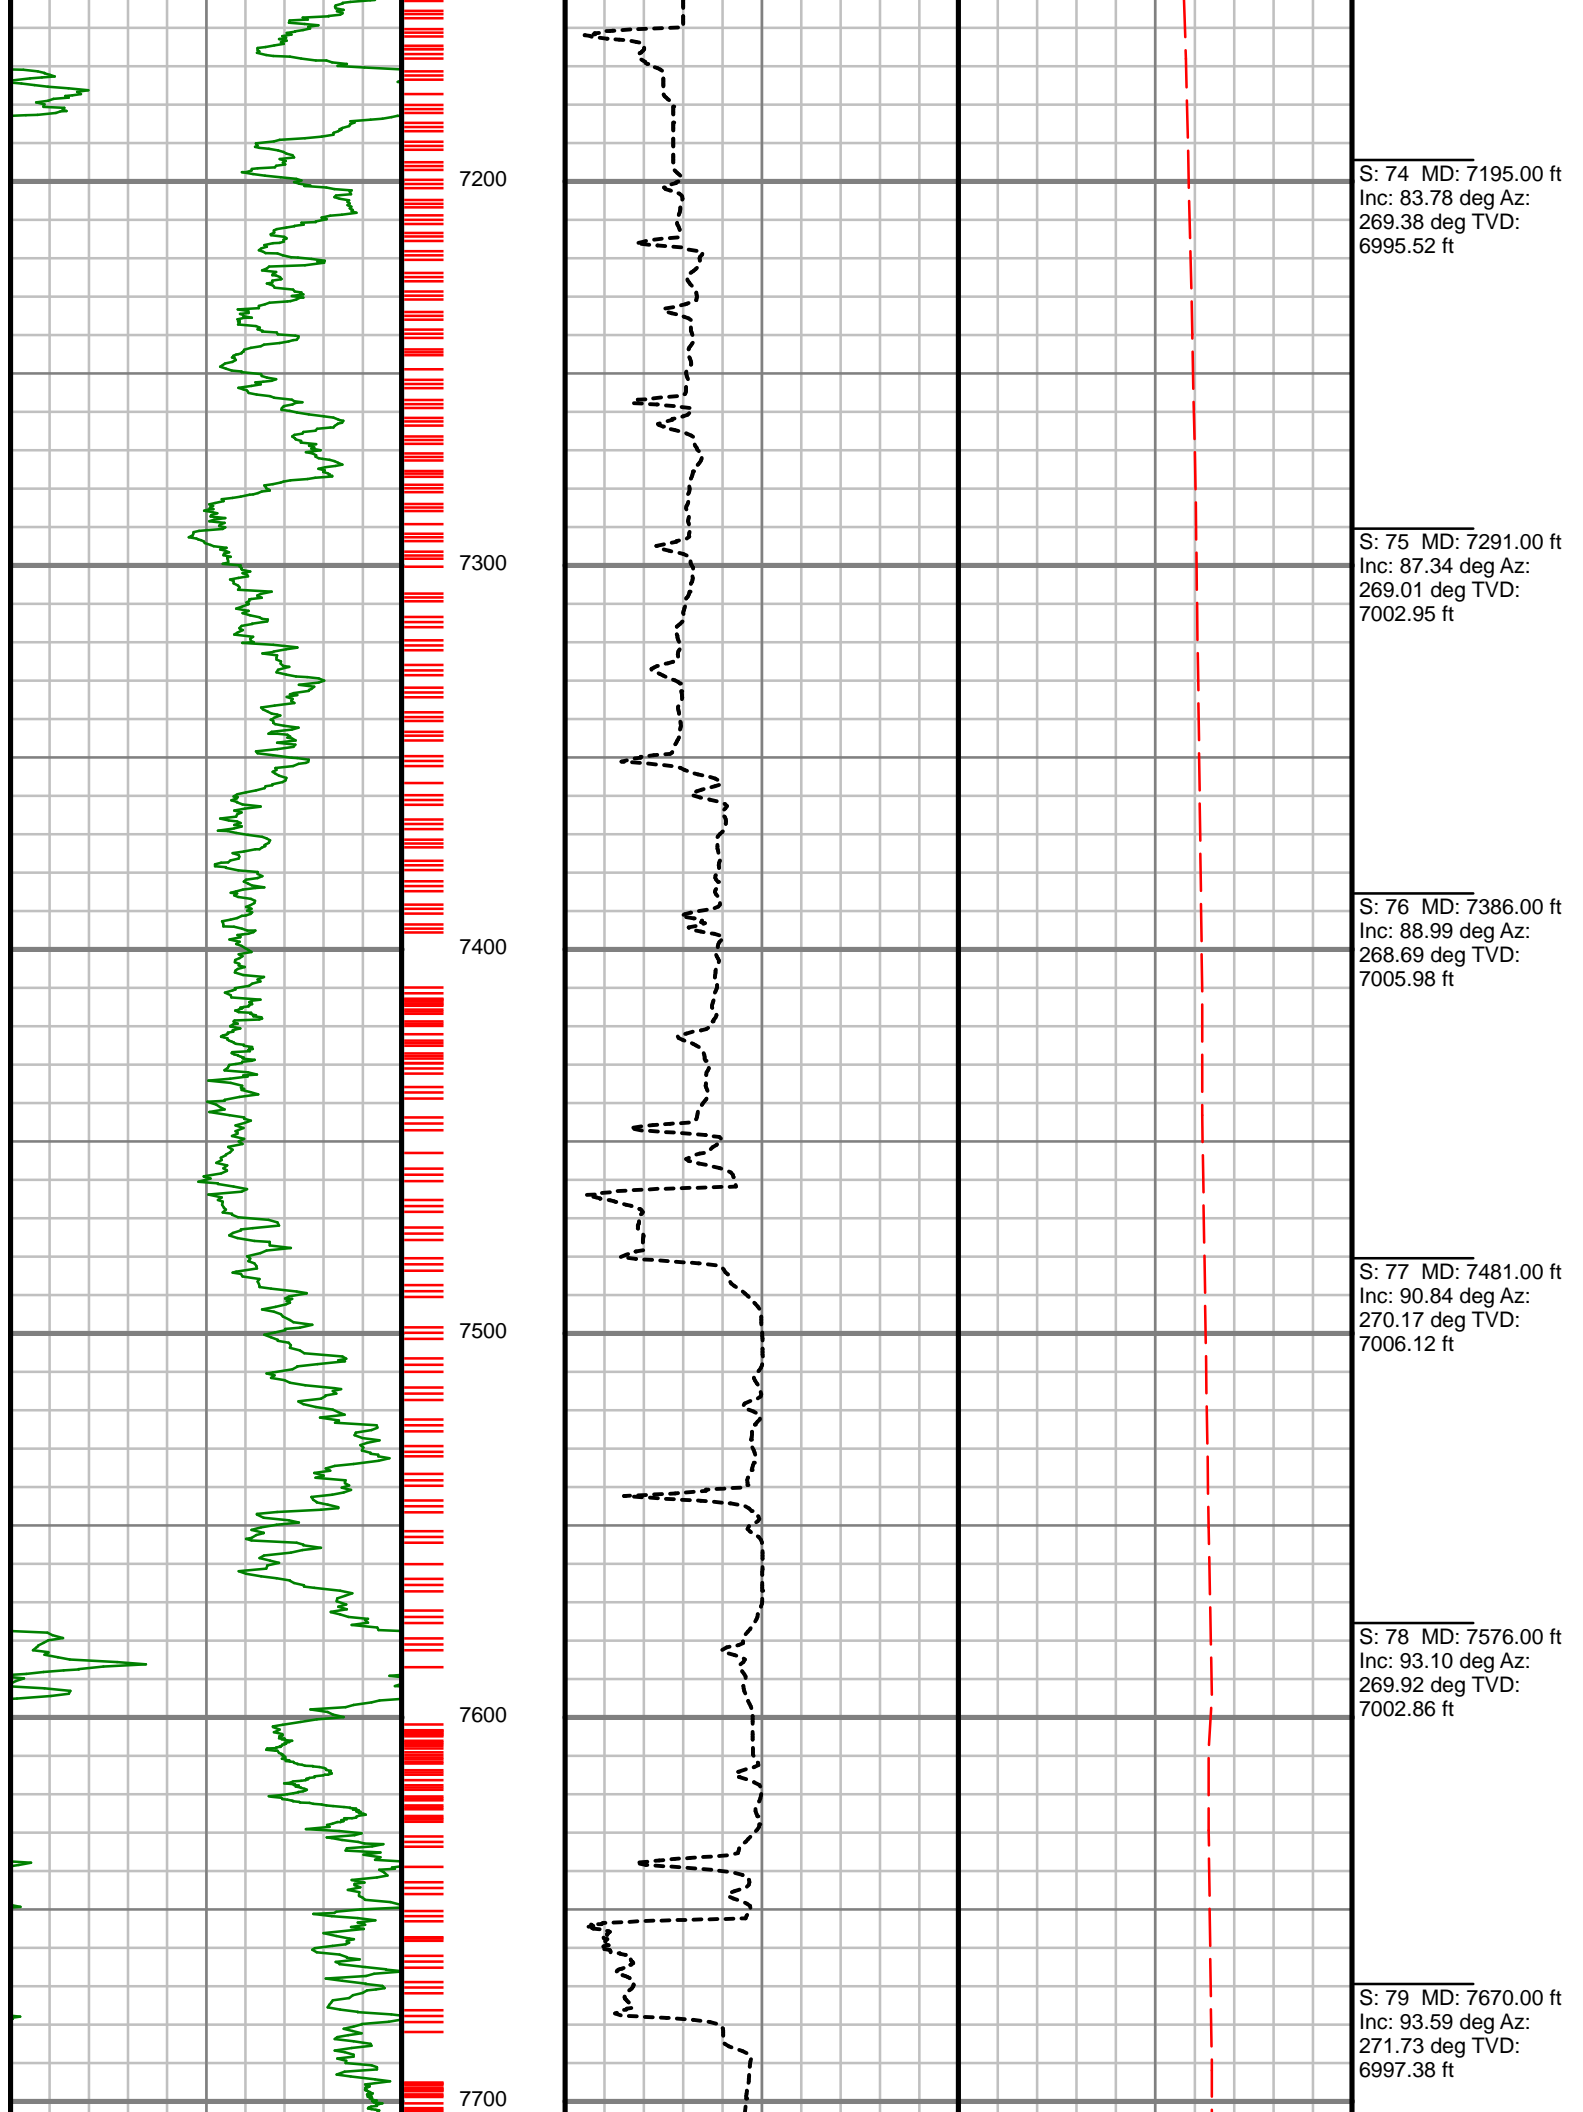 S: 74 MD: 7195.00 ft
7200
Inc: 83.78 deg Az:
269.38 deg TVD:
6995.52 ft
S: 75 MD: 7291.00 ft
7300
Inc: 87.34 deg Az:
269.01 deg TVD:
7002.95 ft
S: 76 MD: 7386.00 ft
Inc: 88.99 deg Az:
7400
268.69 deg TVD:
7005.98 ft
S: 77 MD: 7481.00 ft
Inc: 90.84 deg Az:
270.17 deg TVD:
7500
7006.12 ft
S: 78 MD: 7576.00 ft
Inc: 93.10 deg Az:
269.92 deg TVD:
7002.86 ft
7600
S: 79 MD: 7670.00 ft
Inc: 93.59 deg Az:
271.73 deg TVD:
6997.38 ft
7700